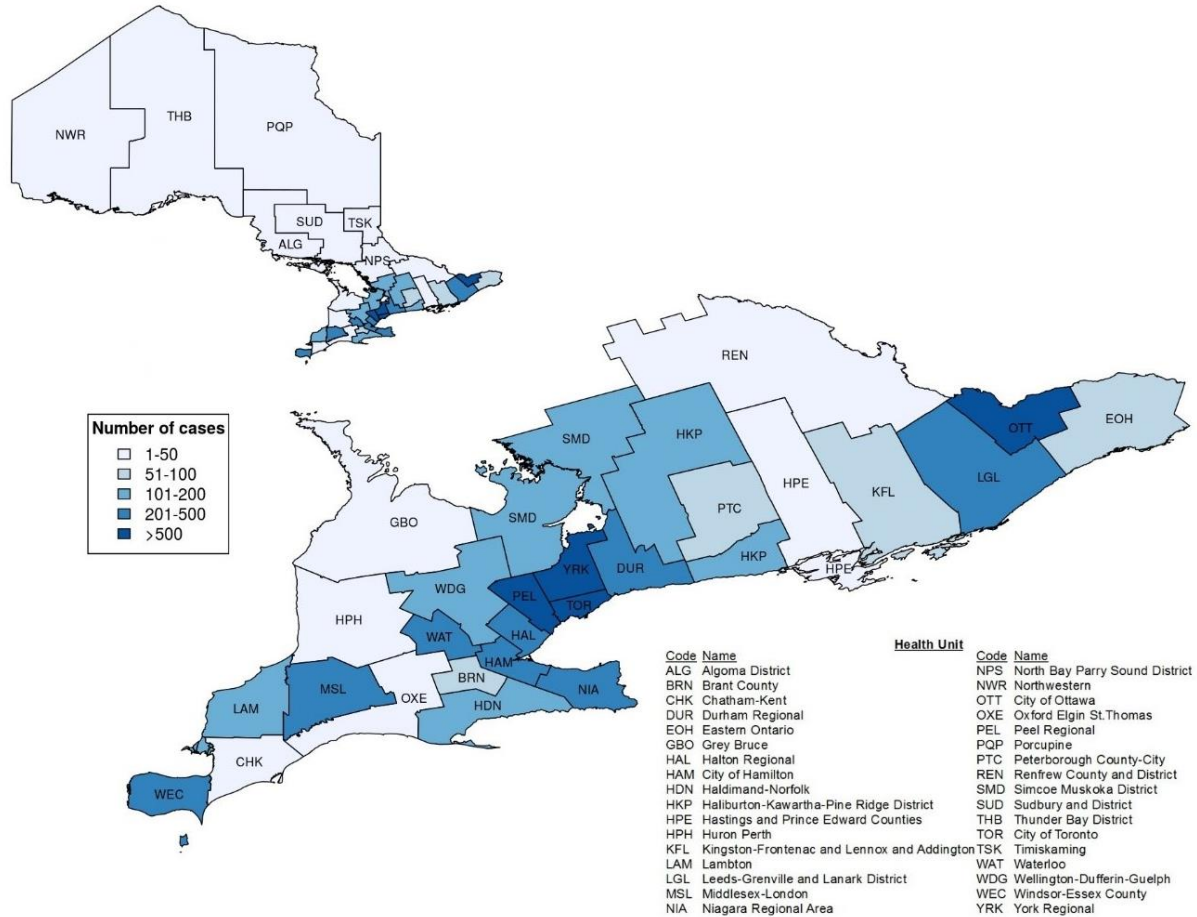 NWR
THB
PQP
SUD
TSK
ALG
NPS
REN
Number of cases
1-50
51-100
101-200
201-500
>500
SMD
HKP
OTT
EOH
LGL
HPE
KFL
PTC
GBO
SMD
HKP
YRK
DUR
HPE
WDG
PEL
TOR
HPH
WAT
HAL
HAM
BRN
NIA
MSL
OXE
HDN
LAM
CHK
WEC
Health Unit
Code Name
ALG Algoma District
BRN Brant County
CHK Chatham-Kent
DUR Durham Regional
EOH Eastern Ontario
GBO Grey Bruce
HAL Halton Regional
HAM City of Hamilton
HDN Haldimand-Norfolk
HKP Haliburton-Kawartha-Pine Ridge District
HPE Hastings and Prince Edward Counties
HPH Huron Perth
KFL Kingston-Frontenac and Lennox and Addington
LAM Lambton
LGL Leeds-Grenville and Lanark District
MSL Middlesex-London
NIA Niagara Regional Area
Code Name
NPS North Bay Parry Sound District
NWR Northwestern
OTT City of Ottawa
OXE Oxford Elgin St.Thomas
PEL Peel Regional
PQP Porcupine
PTC Peterborough County-City
REN Renfrew County and District
SMD Simcoe Muskoka District
SUD Sudbury and District
THB Thunder Bay District
TOR City of Toronto
TSK Timiskaming
WAT Waterloo
WDG Wellington-Dufferin-Guelph
WEC Windsor-Essex County
YRK York Regional